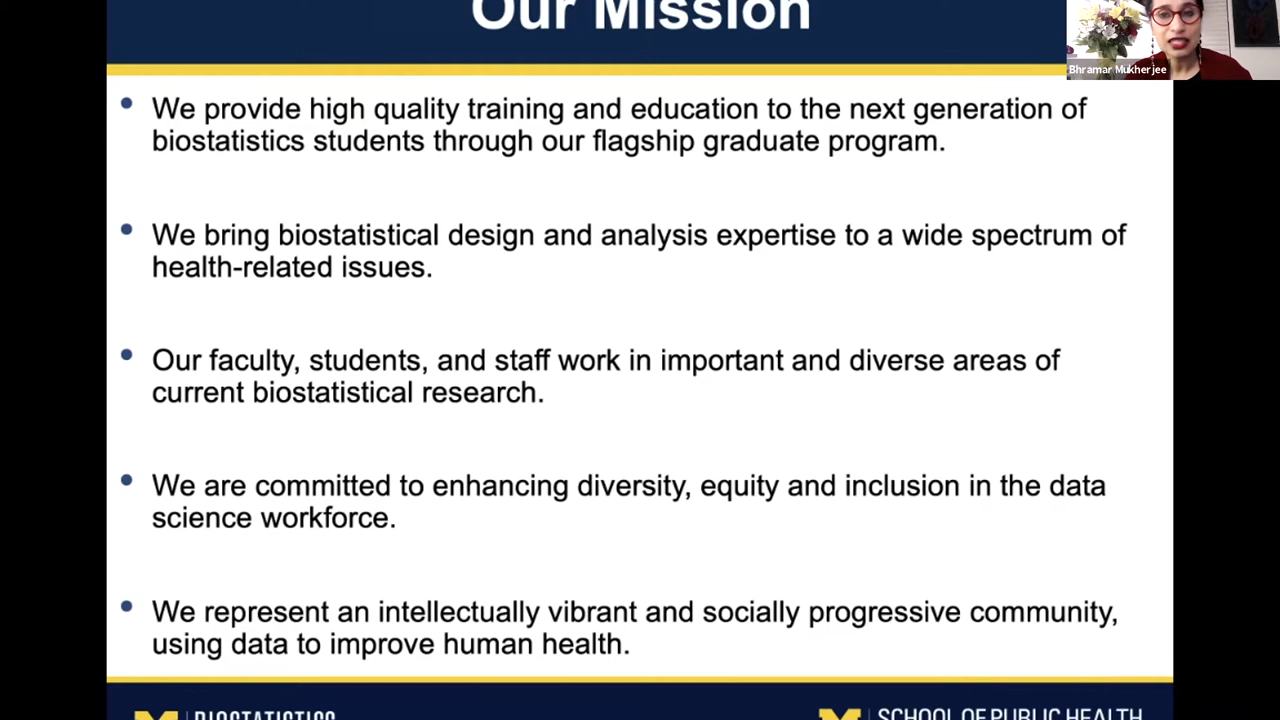 Our Mission
Bhramar Mukherjee
We provide high quality training and education to the next generation of
biostatistics students through our flagship graduate program.
We bring biostatistical design and analysis expertise to a wide spectrum of
health-related issues.
Our faculty, students, and staff work in important and diverse areas of
current biostatistical research.
We are committed to enhancing diversity, equity and inclusion in the data
science workforce.
We represent an intellectually vibrant and socially progressive community,
using data to improve human health.
M BIOSTATISTICS
M SCHOOL OF PUBLIC HEALTH